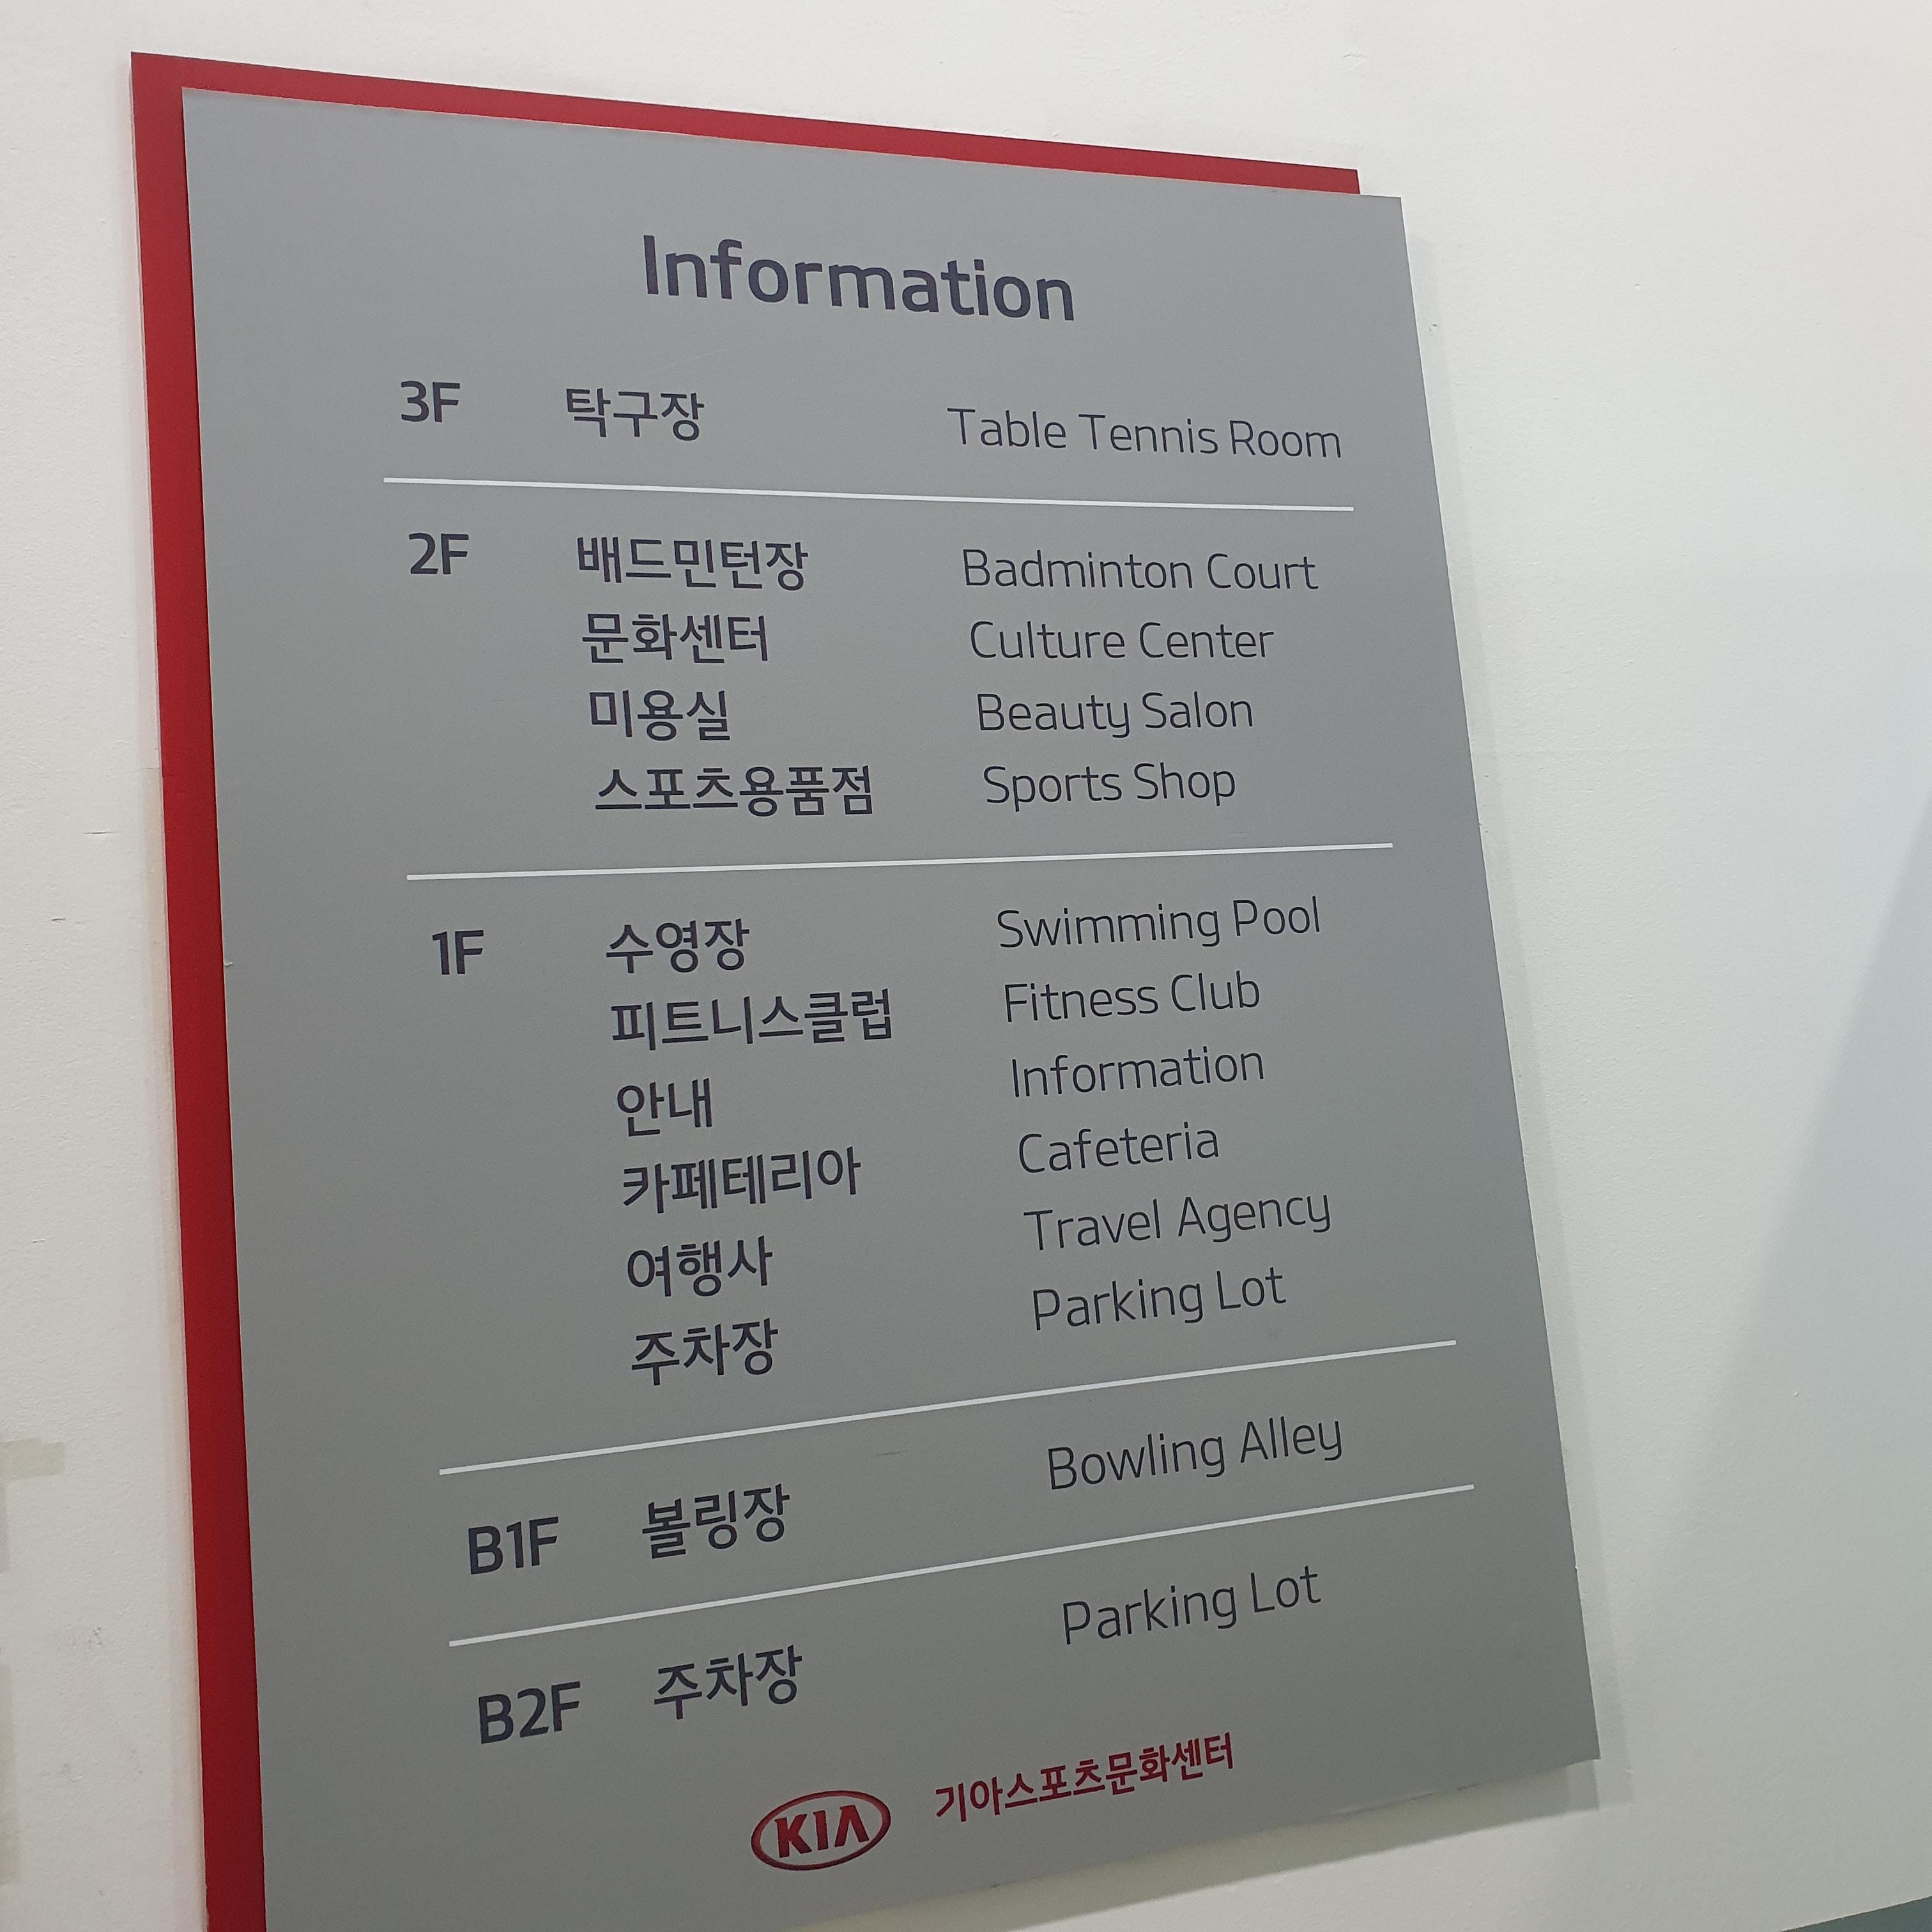 Information
3F 탁구장 Table Tennis Room
2F 배드민턴장 Badminton Court
문화센터 Culture Center
미용실 Beauty Salon
스포츠용품점 Sports Shop
1F 수영장 Swimming Pool
피트니스클럽 Fitness Club
안내 Information
카페테리아 Cafeteria
여행사 Travel Agency
주차장 Parking Lot
B1F 볼링장 Bowling Alley
B2F 주차장 Parking Lot
KIA 기아스포츠문화센터